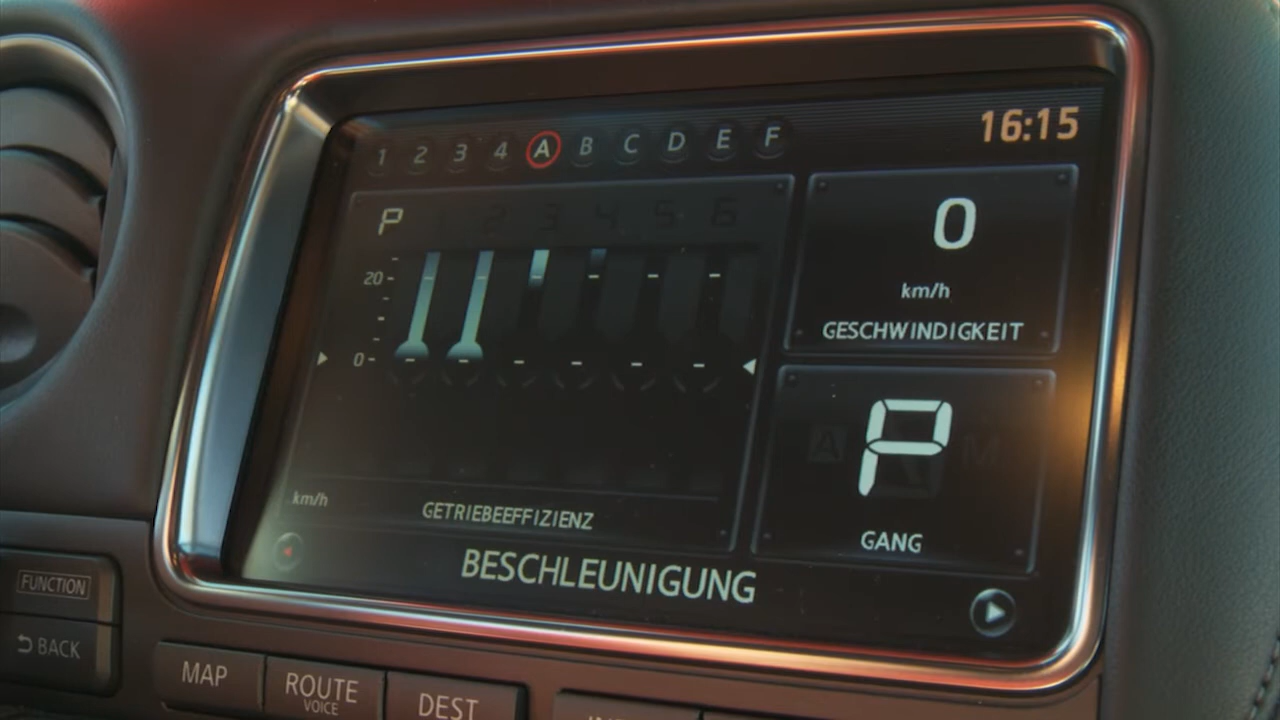 16:15
1 2 3 4 A B C D E F
P 1 2 3 4 5 6
0
20
km/h
GESCHWINDIGKEIT
0
P
A M
km/h
GETRIEBEEFFIZIENZ
GANG
BESCHLEUNIGUNG
FUNCTION
BACK
MAP
ROUTE
VOICE
DEST